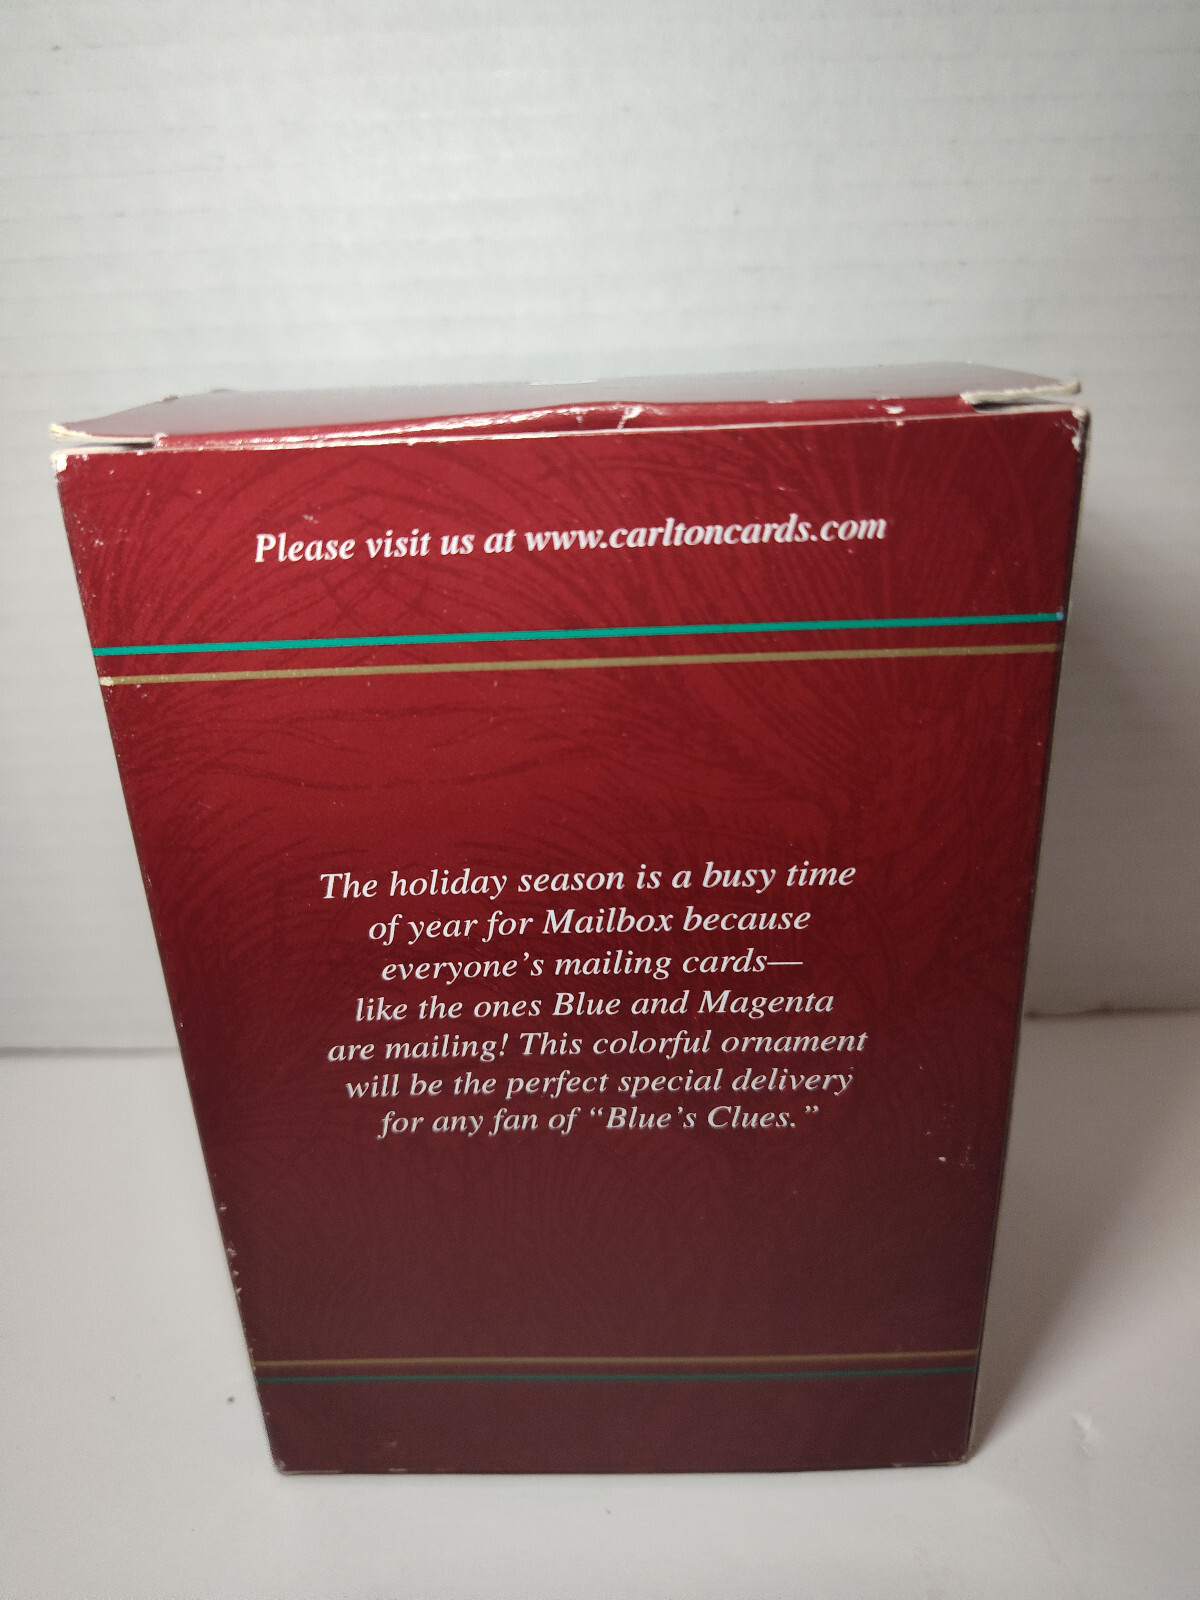 Please visit us at www.carltoncards.com
The holiday season is a busy time
of year for Mailbox because
everyone's mailing cards—
like the ones Blue and Magenta
are mailing! This colorful ornament
will be the perfect special delivery
for any fan of “Blue's Clues.”